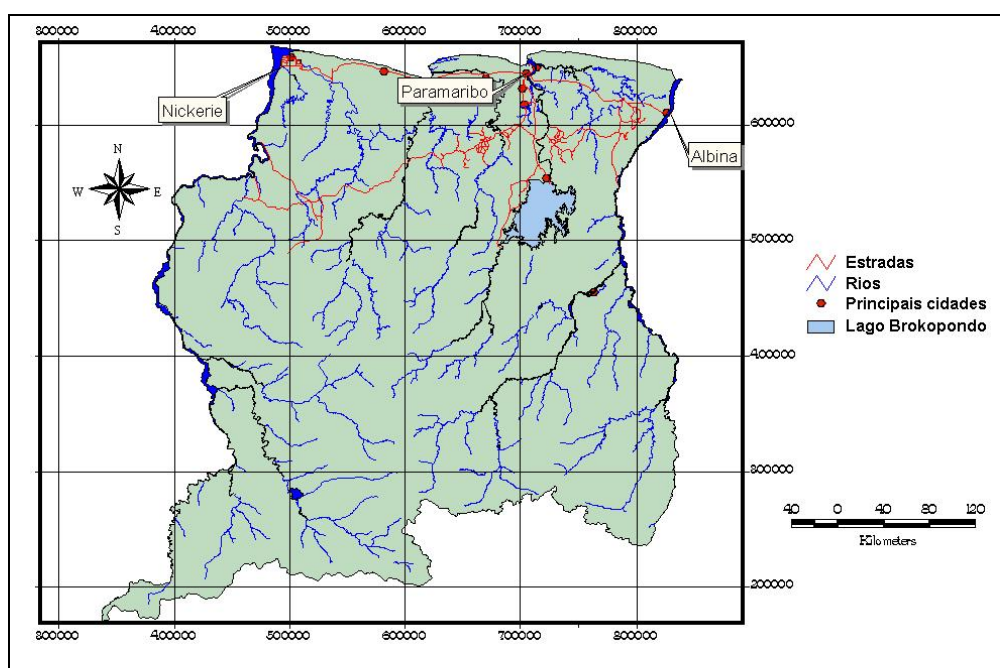 300000 400000 500000 600000 700000 800000
Nickerie
Paramaribo
Albina
600000
N
W E
S
500000
Estradas
Rios
Principais cidades
Lago Brokopondo
400000
300000
40 0 40 80 120
Kilometers
200000
300000 400000 500000 600000 700000 800000